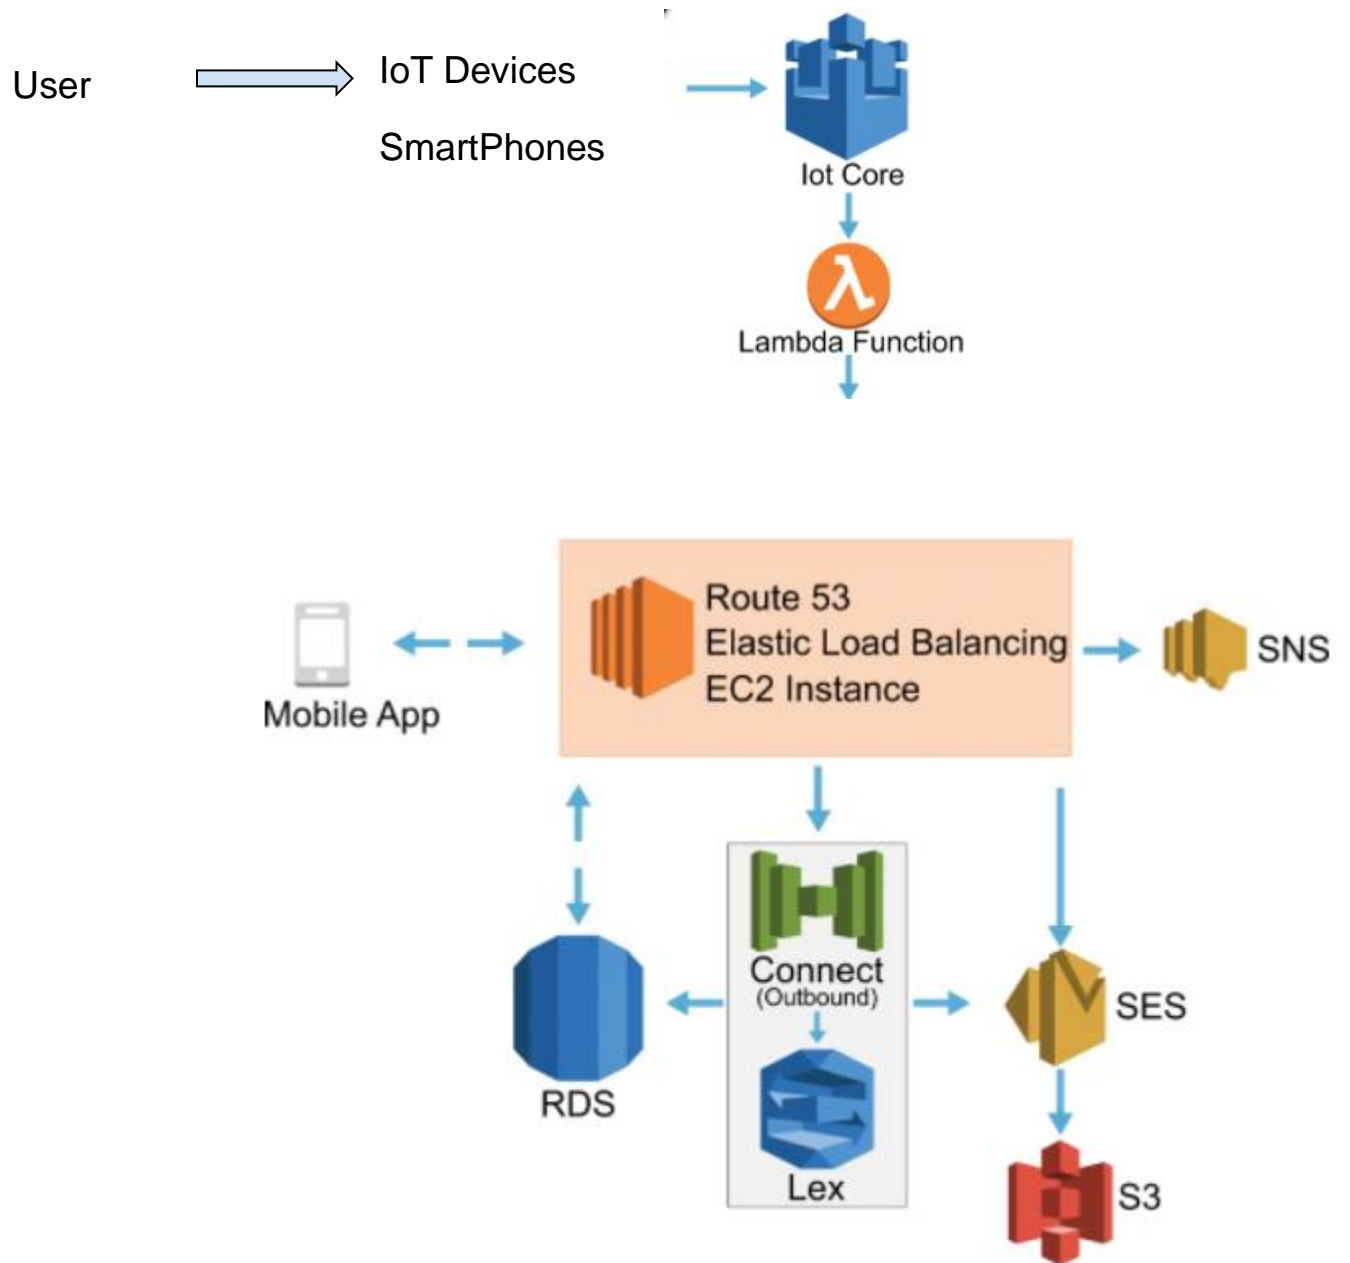 User
IoT Devices
SmartPhones
Iot Core
Lambda Function
Route 53
Elastic Load Balancing
EC2 Instance
Mobile App
SNS
Connect
(Outbound)
RDS
SES
Lex
S3